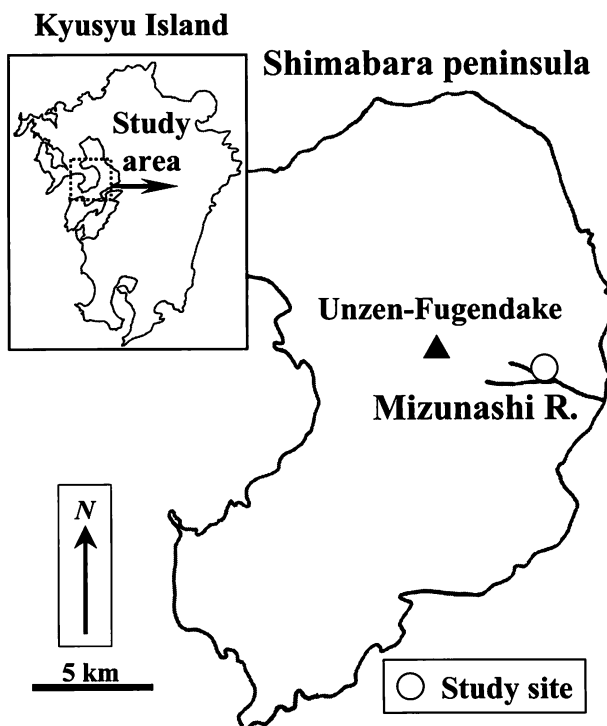 Kyusyu Island
Shimabara peninsula
Study
area
Unzen-Fugendake
Mizunashi R.
N
5 km
Study site